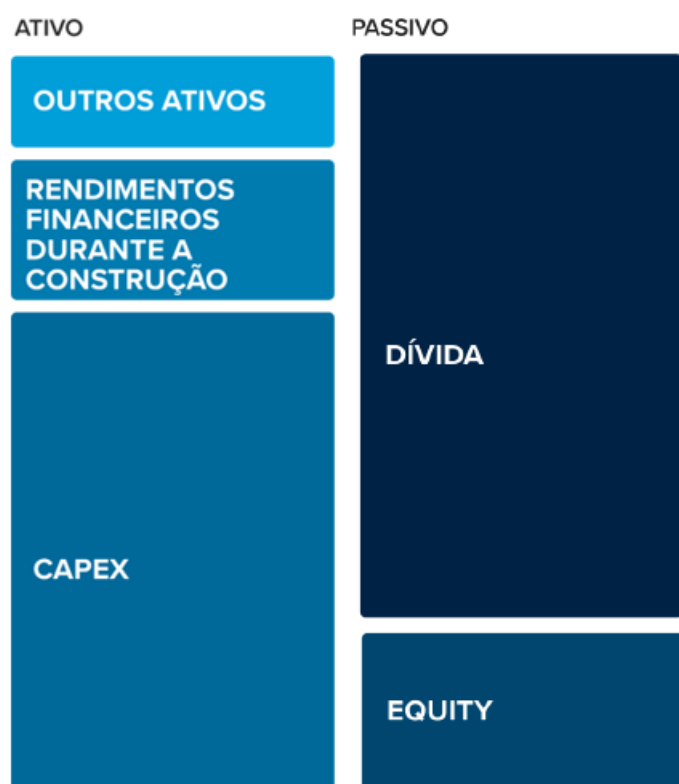 ATIVO
PASSIVO
OUTROS ATIVOS
RENDIMENTOS
FINANCEIROS
DURANTE A
CONSTRUÇÃO
CAPEX
DÍVIDA
EQUITY